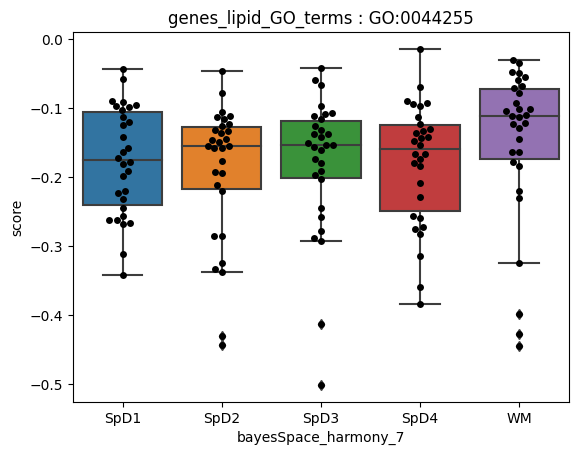 genes_lipid_GO_terms : GO:0044255
0.0
−0.1
−0.2
−0.3
−0.4
−0.5
score
SpD1 SpD2 SpD3 SpD4 WM
bayesSpace_harmony_7